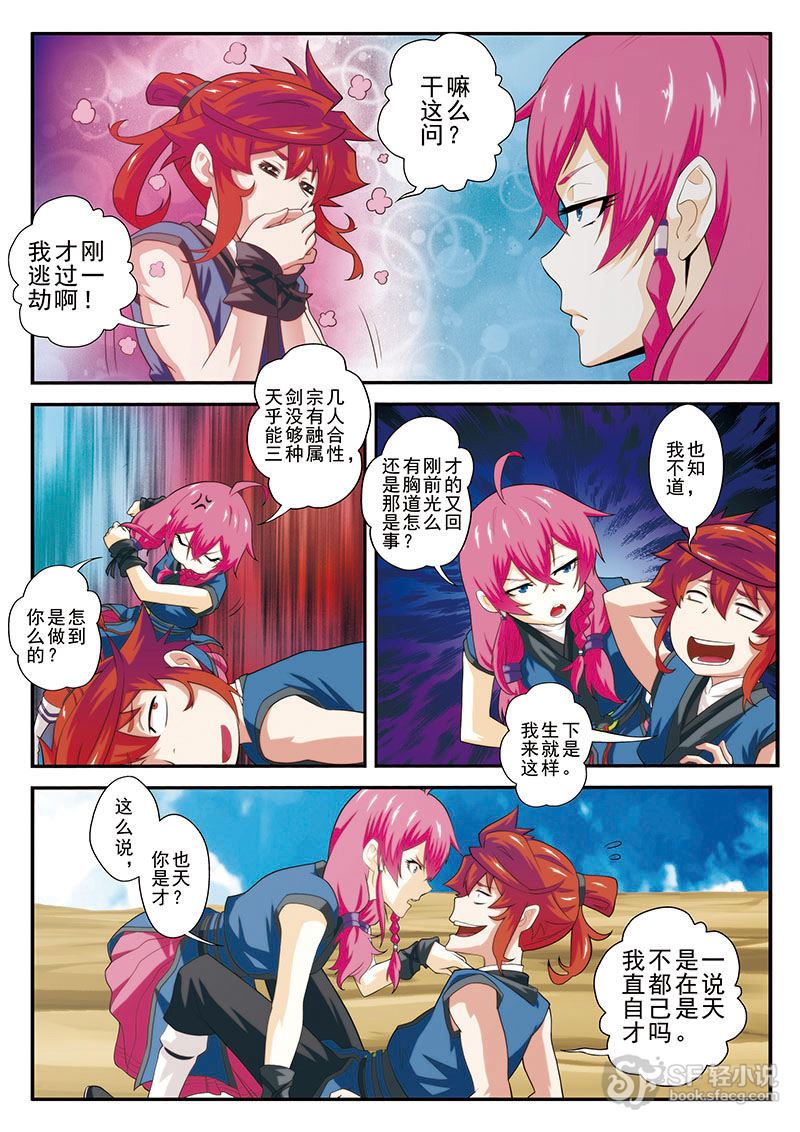 干嘛
这么
问？
我才刚
逃过一
劫啊！
天剑宗几
乎没有人
能够融合
三种属性，
你是怎
么做到
的？
还有刚才
是胸前的
那道光又
是怎么回
事？
我也
不知
道，
我生下
来就是
这样。
这么说，
你也
是天
才？
我不是一
直都在说
自己是天
才吗。
SF轻小说
book.sfacg.com